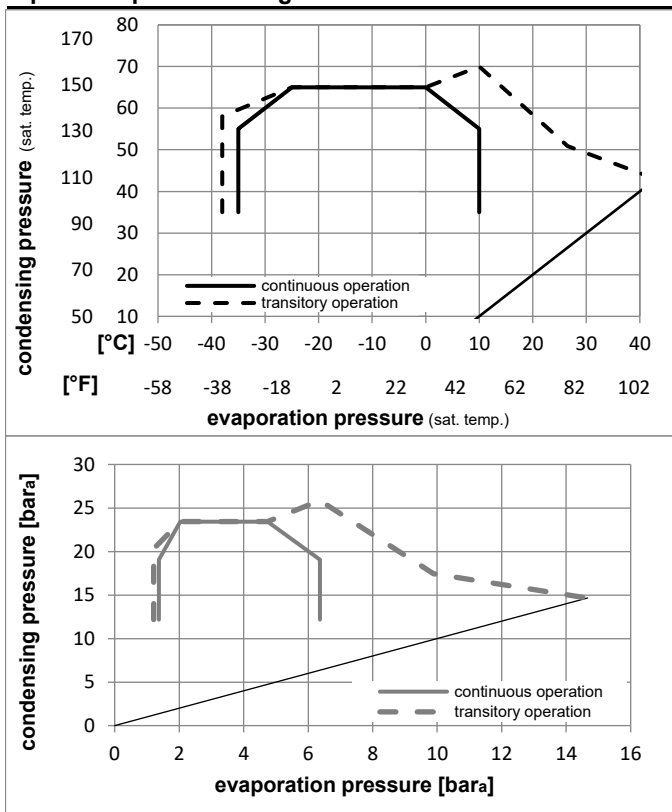 condensing pressure (sat. temp.)
170 80
150 70
130 60
110 50
90 40
70 30
50 20
10
continuous operation
transitory operation
[°C] -50 -40 -30 -20 -10 0 10 20 30 40
[°F] -58 -38 -18 2 22 42 62 82 102
evaporation pressure (sat. temp.)
condensing pressure [bara]
30
25
20
15
10
5
0
continuous operation
transitory operation
0 2 4 6 8 10 12 14 16
evaporation pressure [bara]